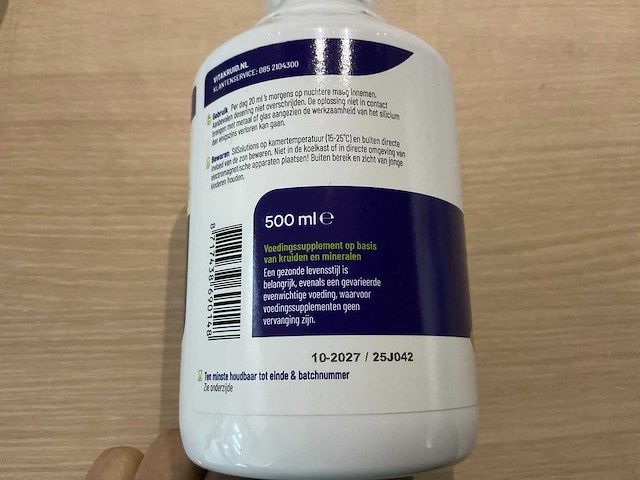 VITAKRUID.NL
KLANTENSERVICE: 085 2104300
Gebruik: Per dag 20 ml 's morgens op nuchtere maag innemen.
Aanbevolen dosering niet overschrijden. De oplossing niet in contact
brengen met metaal of glas aangezien de werkzaamheid van het silicium
dan enigszins verloren kan gaan.
Bewaren: SilSolutions op kamertemperatuur (15-25°C) en buiten directe
invloed van de zon bewaren. Niet in de koelkast of in directe omgeving van
electromagnetische apparaten plaatsen! Buiten bereik en zicht van jonge
kinderen houden.
500 ml ℮
Voedingssupplement op basis
van kruiden en mineralen
Een gezonde levensstijl is
belangrijk, evenals een gevarieerde
evenwichtige voeding, waarvoor
voedingssupplementen geen
vervanging zijn.
8717438690148
10-2027 / 25J042
Ten minste houdbaar tot einde & batchnummer
Zie onderzijde